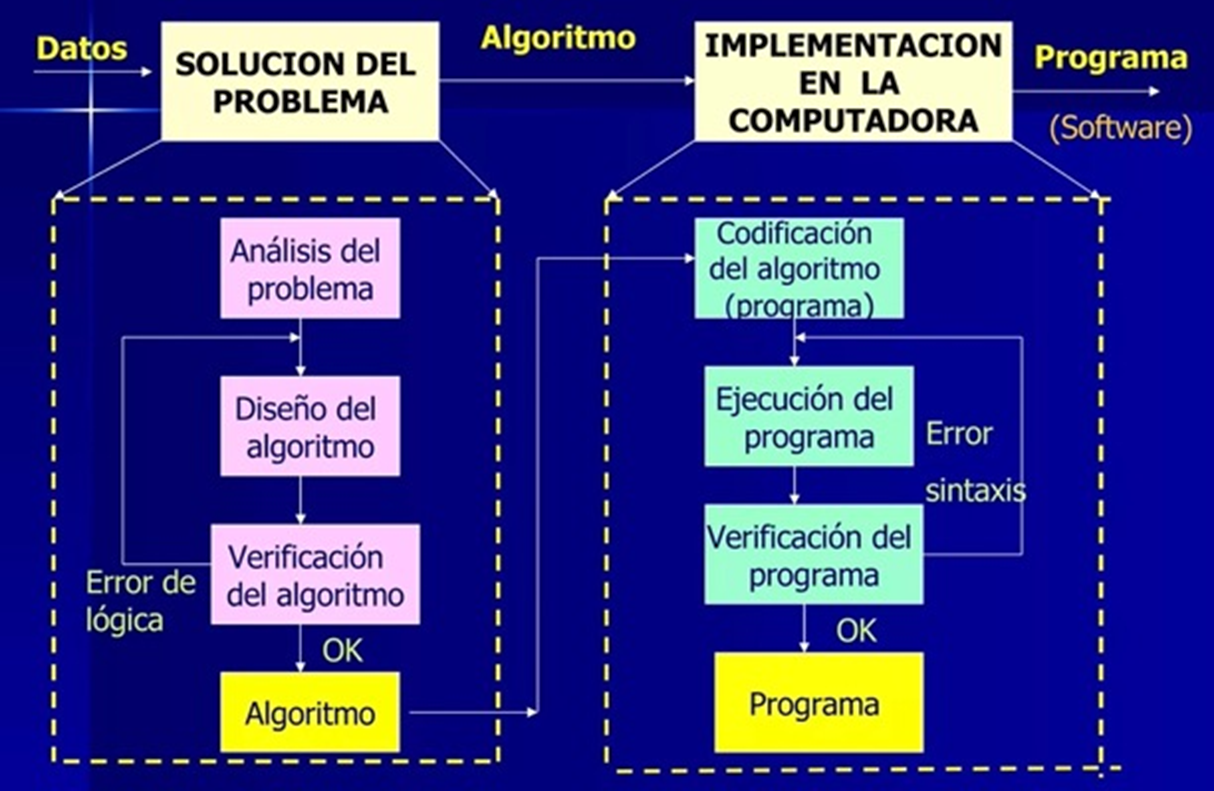 Datos
SOLUCION DEL
PROBLEMA
Algoritmo
IMPLEMENTACION
EN LA
COMPUTADORA
Programa
(Software)
Análisis del
problema
Diseño del
algoritmo
Verificación
del algoritmo
Error de
lógica
OK
Algoritmo
Codificación
del algoritmo
(programa)
Ejecución del
programa
Error
sintaxis
Verificación del
programa
OK
Programa